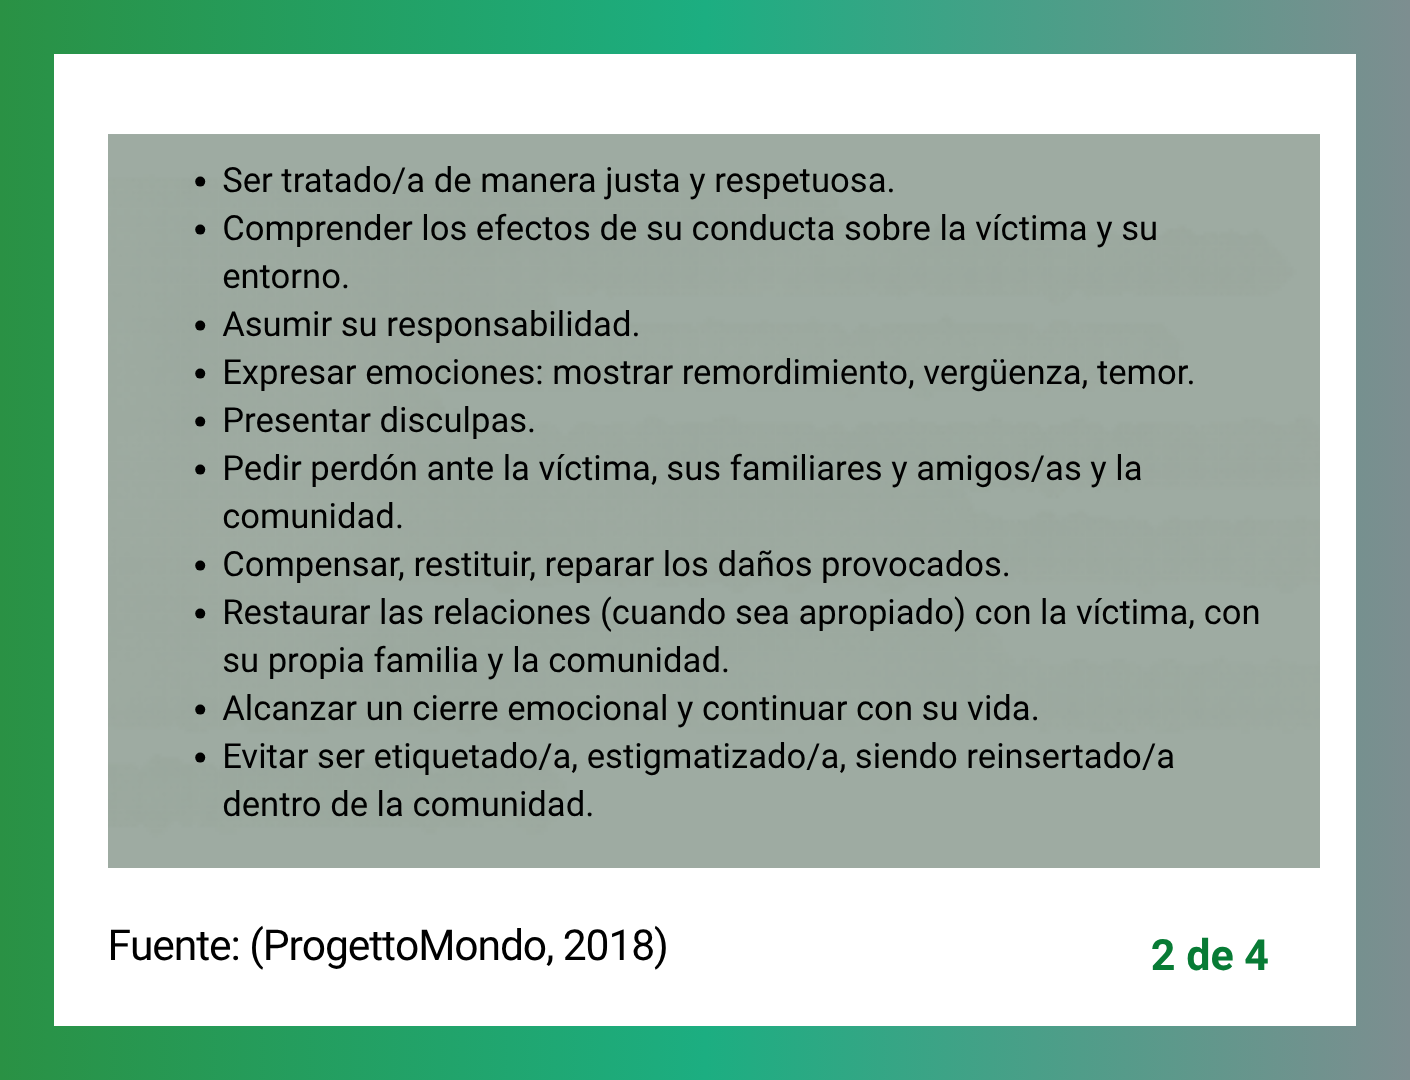 • Ser tratado/a de manera justa y respetuosa.
• Comprender los efectos de su conducta sobre la víctima y su
entorno.
• Asumir su responsabilidad.
• Expresar emociones: mostrar remordimiento, vergüenza, temor.
• Presentar disculpas.
• Pedir perdón ante la víctima, sus familiares y amigos/as y la
comunidad.
• Compensar, restituir, reparar los daños provocados.
• Restaurar las relaciones (cuando sea apropiado) con la víctima, con
su propia familia y la comunidad.
• Alcanzar un cierre emocional y continuar con su vida.
• Evitar ser etiquetado/a, estigmatizado/a, siendo reinsertado/a
dentro de la comunidad.
Fuente: (ProgettoMondo, 2018)
2 de 4